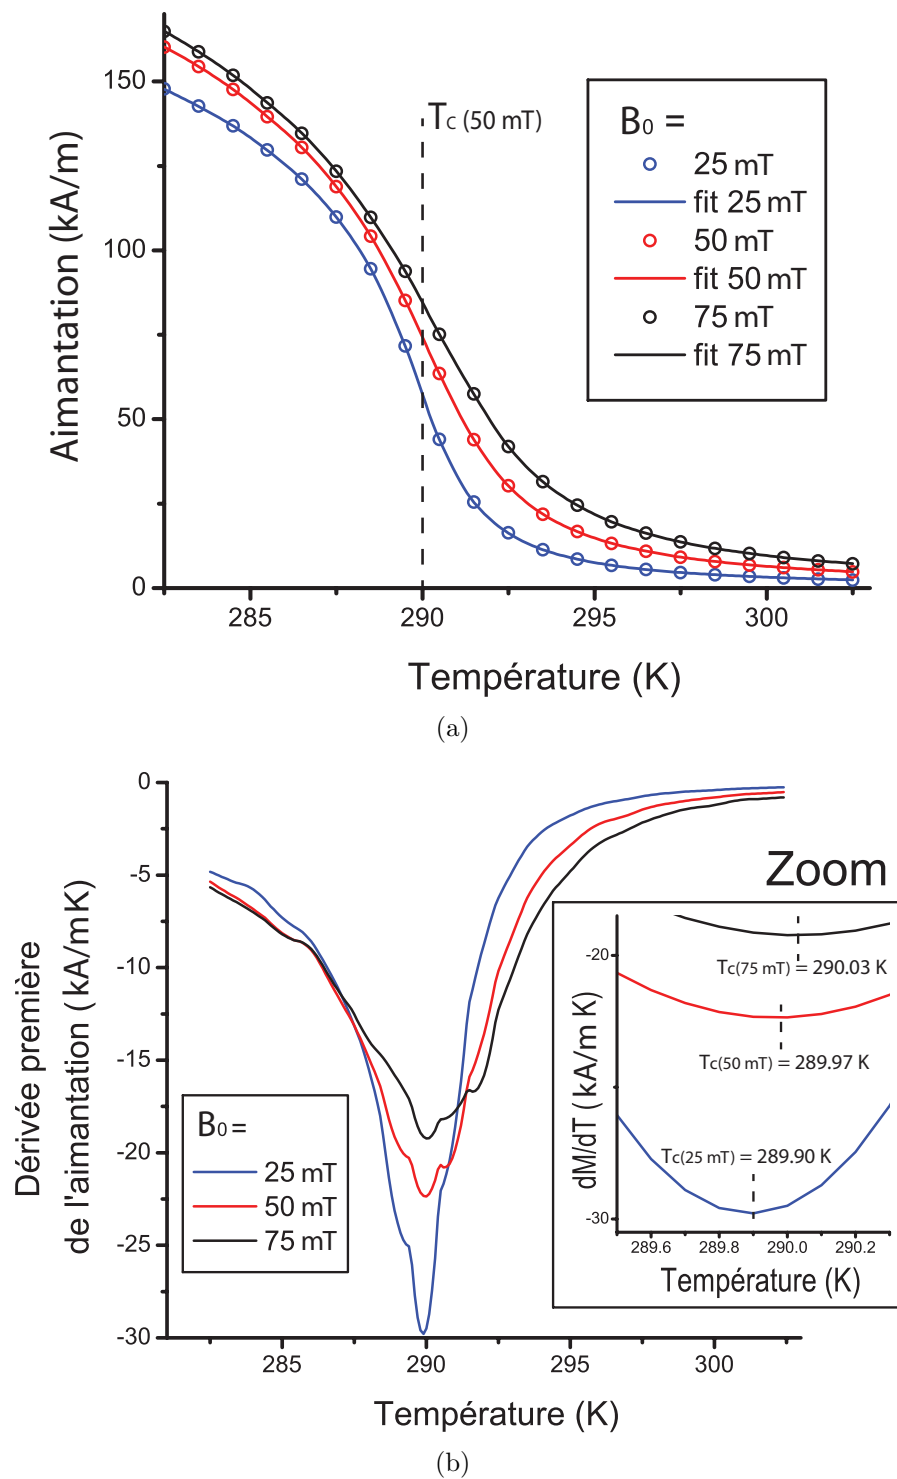 150
100
50
0
Aimantation (kA/m)
Tc (50 mT)
B0 =
25 mT
fit 25 mT
50 mT
fit 50 mT
75 mT
fit 75 mT
285 290 295 300
Température (K)
(a)
0
-5
-10
-15
-20
-25
-30
Dérivée première
de l'aimantation (kA/mK)
B0 =
25 mT
50 mT
75 mT
Zoom
-20
-30
dM/dT ( kA/m K)
Tc(75 mT) = 290.03 K
Tc(50 mT) = 289.97 K
Tc(25 mT) = 289.90 K
289.6 289.8 290.0 290.2
Température (K)
285 290 295 300
Température (K)
(b)